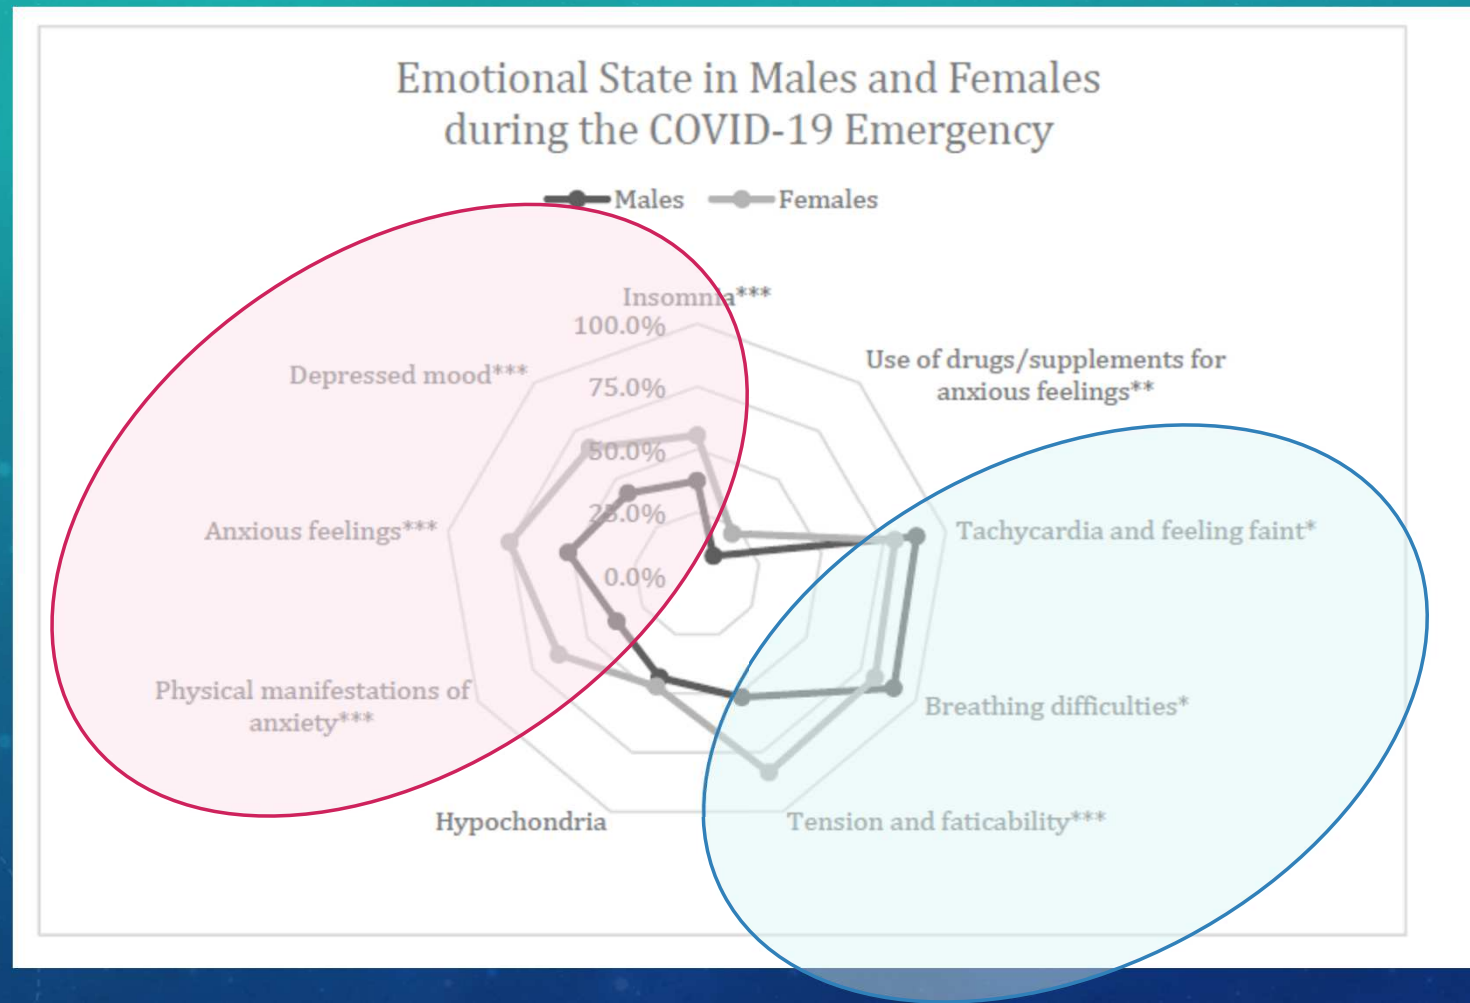 Emotional State in Males and Females
during the COVID-19 Emergency
Males Females
Insomnia***
100.0%
75.0%
50.0%
25.0%
0.0%
Use of drugs/supplements for
anxious feelings**
Tachycardia and feeling faint*
Breathing difficulties*
Tension and faticability***
Hypochondria
Physical manifestations of
anxiety***
Anxious feelings***
Depressed mood***